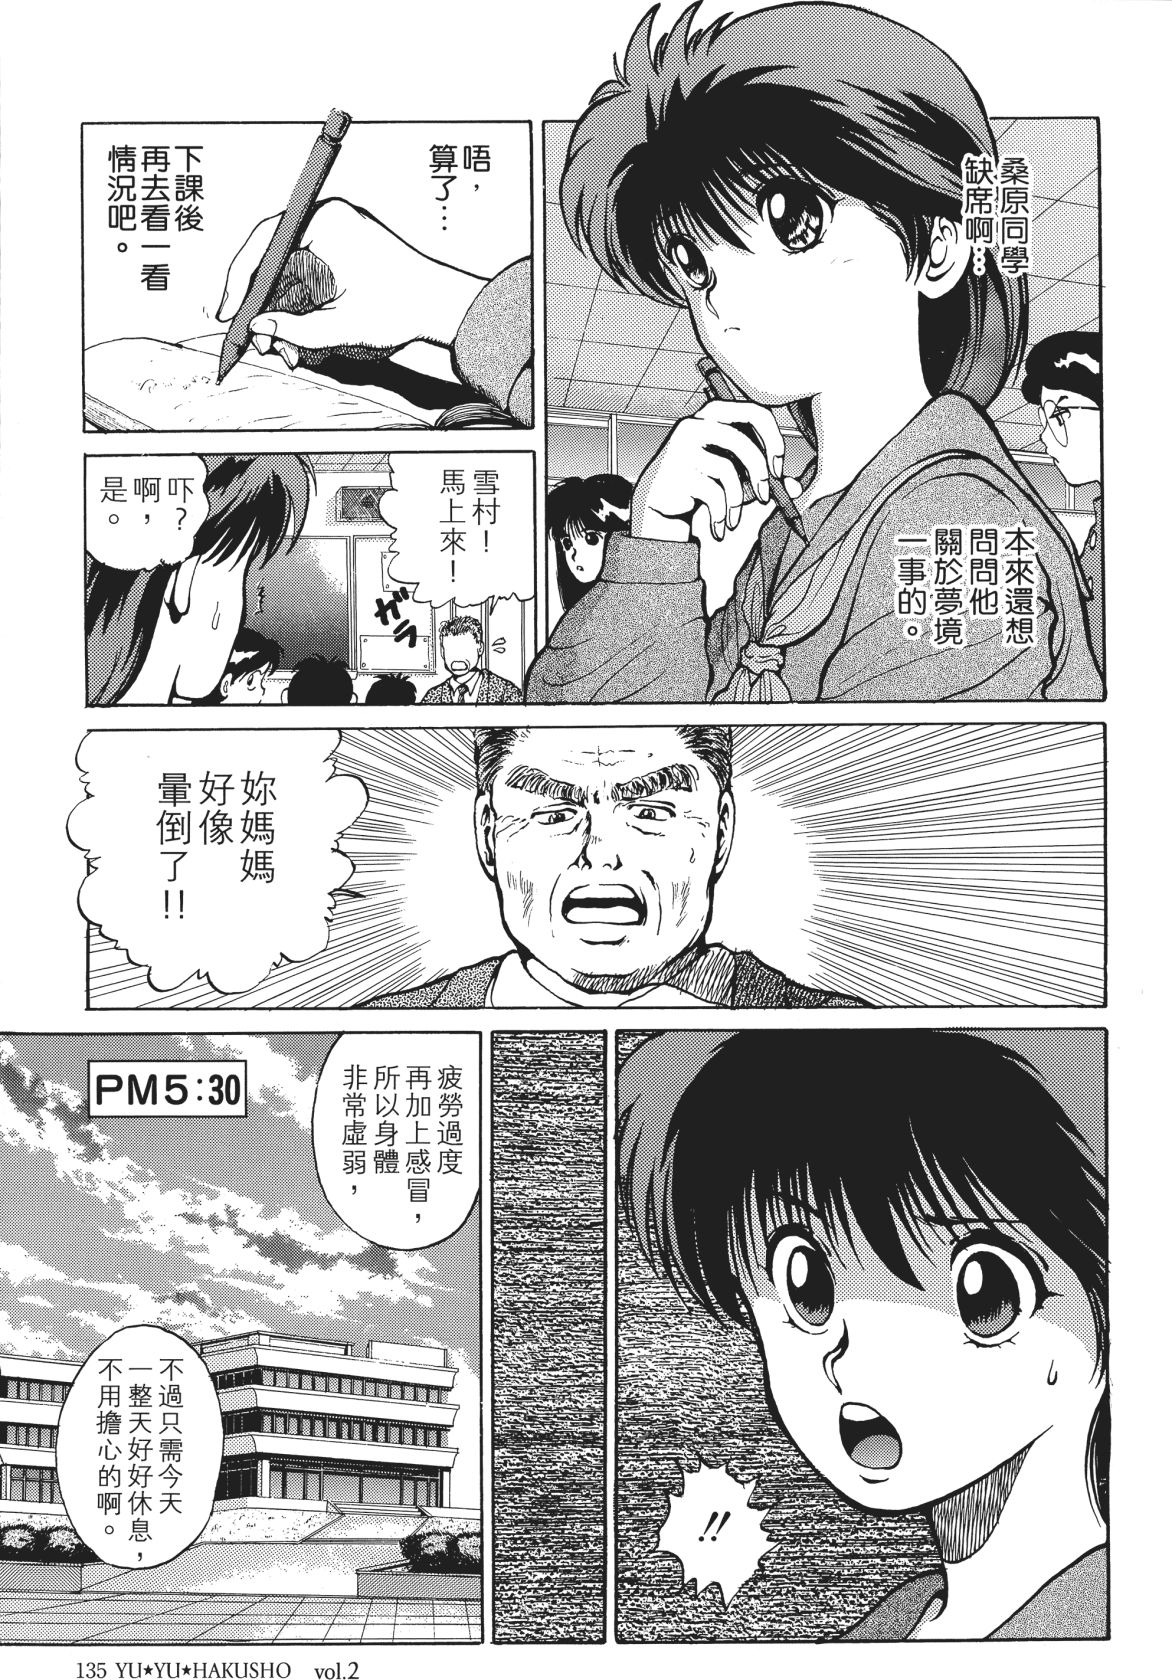 桑原同學
缺席啊…
本來還想
問問他
關於夢境
一事的。
唔，
算了…
下課後
再去看一看
情況吧。
雪村！
馬上來！
ガラ
吓？
啊，
是。
妳媽媽
好像
暈倒了!!
!!
PM5:30
疲勞過度
再加上感冒，
所以身體
非常虛弱，
不過只需今天
一整天好好休息，
不用擔心的啊。
135 YU★YU★HAKUSHO vol.2